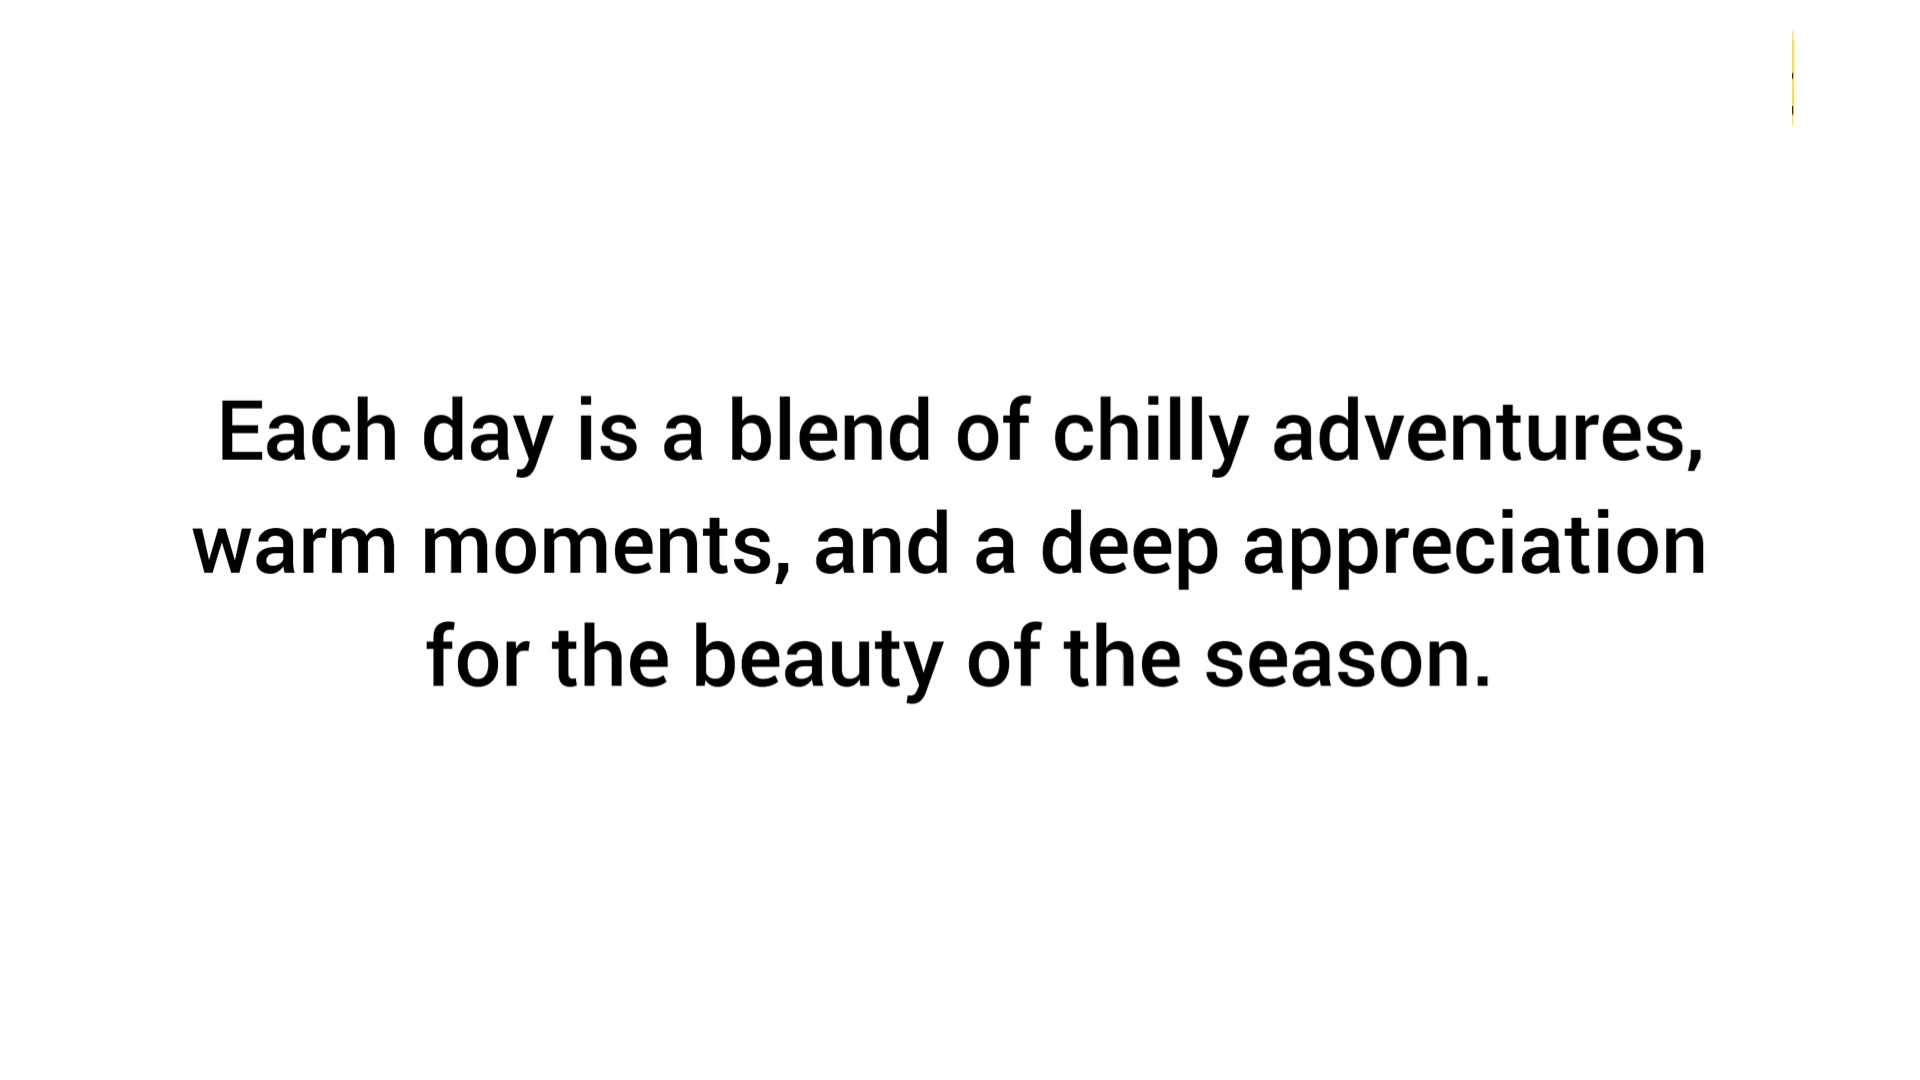 Each day is a blend of chilly adventures,
warm moments, and a deep appreciation
for the beauty of the season.